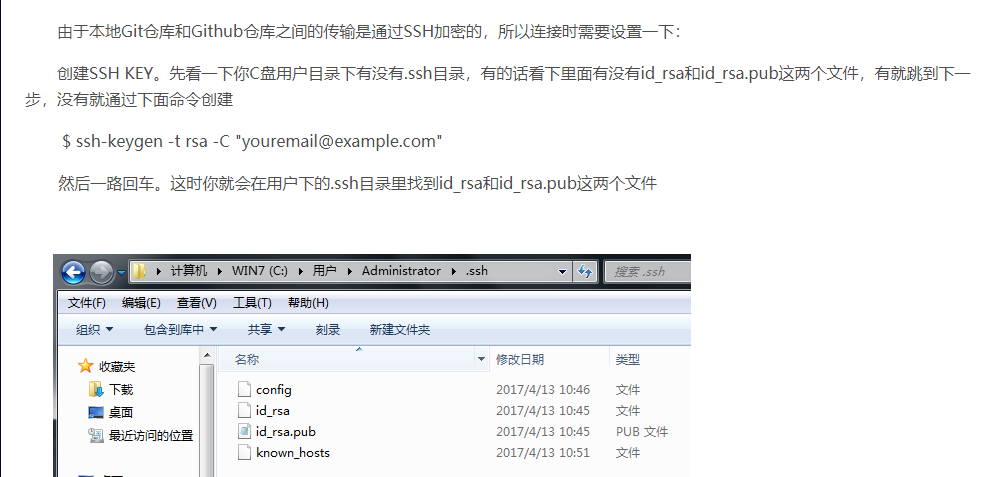 由于本地Git仓库和Github仓库之间的传输是通过SSH加密的，所以连接时需要设置一下：
创建SSH KEY。先看一下你C盘用户目录下有没有.ssh目录，有的话看下里面有没有id_rsa和id_rsa.pub这两个文件，有就跳到下一
步，没有就通过下面命令创建
$ ssh-keygen -t rsa -C "youremail@example.com"
然后一路回车。这时你就会在用户下的.ssh目录里找到id_rsa和id_rsa.pub这两个文件
计算机 WIN7 (C:) 用户 Administrator .ssh 搜索 .ssh
文件(F) 编辑(E) 查看(V) 工具(T) 帮助(H)
组织 包含到库中 共享 刻录 新建文件夹
收藏夹
下载
桌面
最近访问的位置
名称 修改日期 类型
config 2017/4/13 10:46 文件
id_rsa 2017/4/13 10:45 文件
id_rsa.pub 2017/4/13 10:45 PUB 文件
known_hosts 2017/4/13 10:51 文件